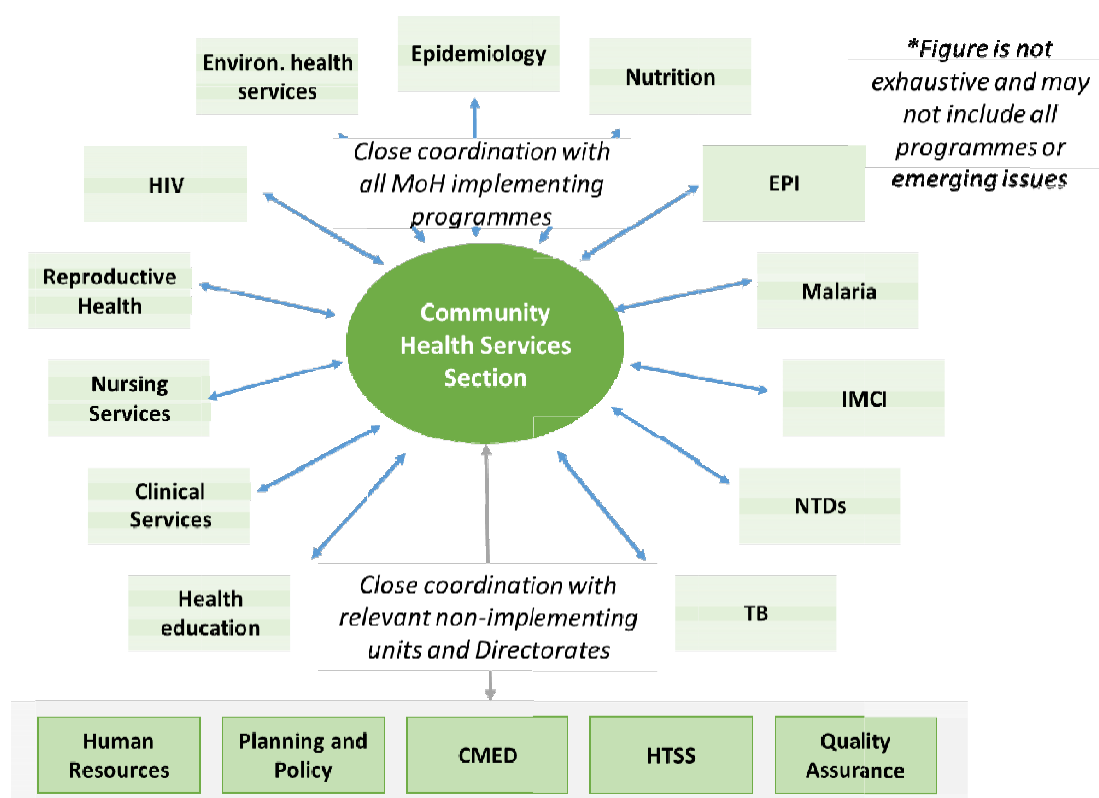 Environ. health
services
Epidemiology
Nutrition
*Figure is not
exhaustive and may
not include all
programmes or
emerging issues
Close coordination with
all MoH implementing
programmes
HIV
EPI
Reproductive
Health
Malaria
Community
Health Services
Section
Nursing
Services
IMCI
Clinical
Services
NTDs
Health
education
Close coordination with
relevant non-implementing
units and Directorates
TB
Human
Resources
Planning and
Policy
CMED
HTSS
Quality
Assurance